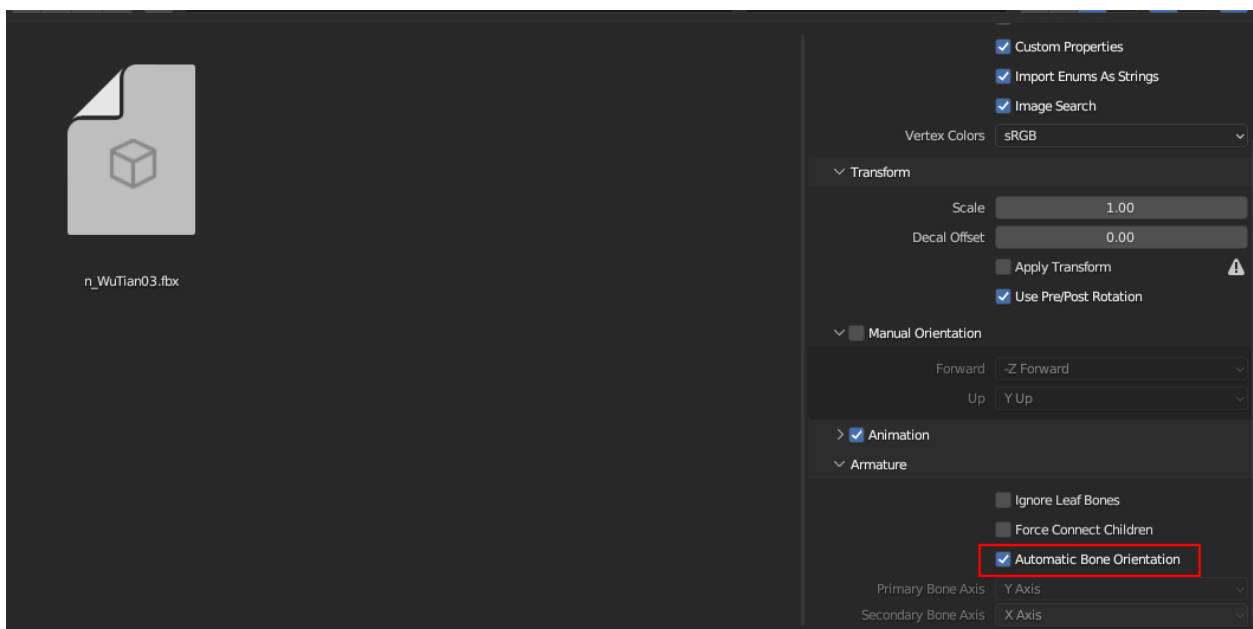 Custom Properties
Import Enums As Strings
Image Search
Vertex Colors sRGB
Transform
Scale 1.00
Decal Offset 0.00
Apply Transform
Use Pre/Post Rotation
Manual Orientation
Forward -Z Forward
Up Y Up
Animation
Armature
Ignore Leaf Bones
Force Connect Children
Automatic Bone Orientation
Primary Bone Axis Y Axis
Secondary Bone Axis X Axis
n_WuTian03.fbx